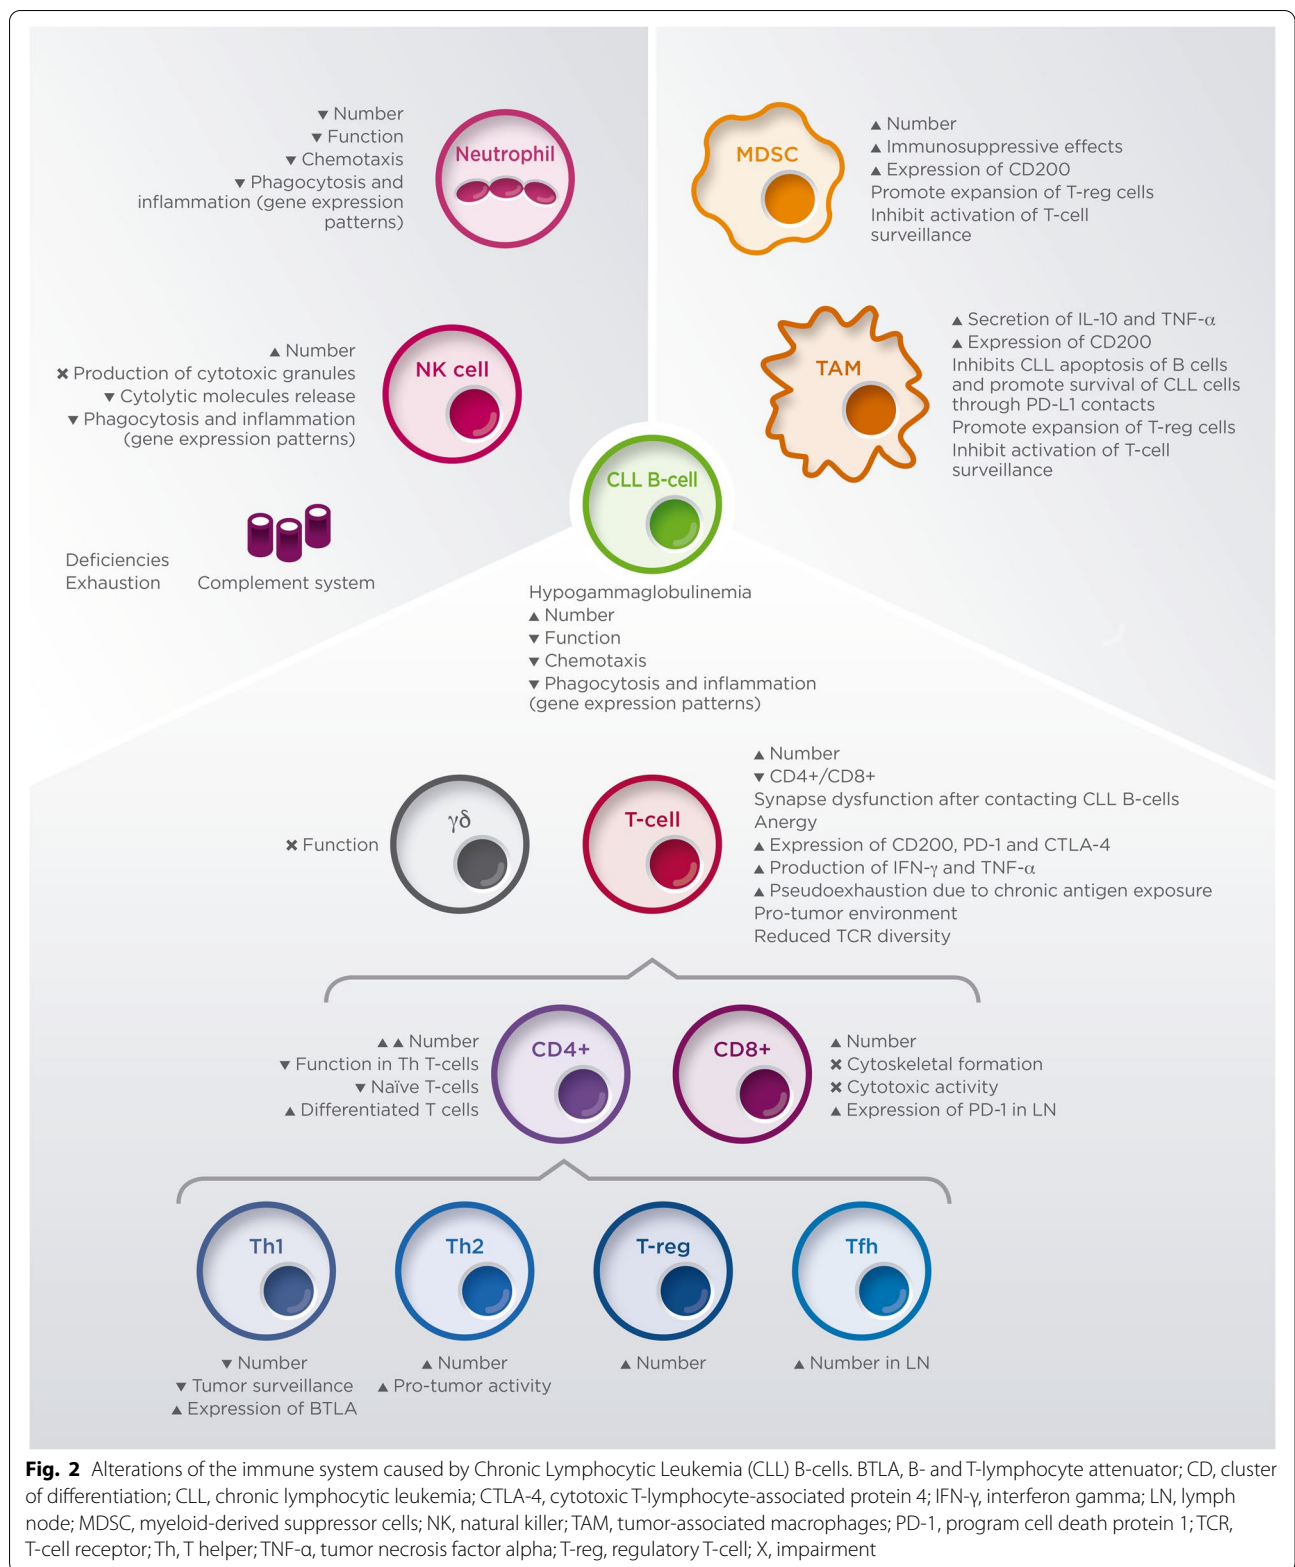 ▼ Number
▼ Function
▼ Chemotaxis
▼ Phagocytosis and
inflammation (gene expression
patterns)
Neutrophil
MDSC
▲ Number
▲ Immunosuppressive effects
▲ Expression of CD200
Promote expansion of T-reg cells
Inhibit activation of T-cell
surveillance
▲ Number
✖ Production of cytotoxic granules
▼ Cytolytic molecules release
▼ Phagocytosis and inflammation
(gene expression patterns)
NK cell
TAM
▲ Secretion of IL-10 and TNF-α
▲ Expression of CD200
Inhibits CLL apoptosis of B cells
and promote survival of CLL cells
through PD-L1 contacts
Promote expansion of T-reg cells
Inhibit activation of T-cell
surveillance
Deficiencies
Exhaustion
Complement system
CLL B-cell
Hypogammaglobulinemia
▲ Number
▼ Function
▼ Chemotaxis
▼ Phagocytosis and inflammation
(gene expression patterns)
✖ Function
γδ
T-cell
▲ Number
▼ CD4+/CD8+
Synapse dysfunction after contacting CLL B-cells
Anergy
▲ Expression of CD200, PD-1 and CTLA-4
▲ Production of IFN-γ and TNF-α
▲ Pseudoexhaustion due to chronic antigen exposure
Pro-tumor environment
Reduced TCR diversity
▲ ▲ Number
▼ Function in Th T-cells
▼ Naïve T-cells
▲ Differentiated T cells
CD4+
CD8+
▲ Number
✖ Cytoskeletal formation
✖ Cytotoxic activity
▲ Expression of PD-1 in LN
Th1
▼ Number
▼ Tumor surveillance
▲ Expression of BTLA
Th2
▲ Number
▲ Pro-tumor activity
T-reg
▲ Number
Tfh
▲ Number in LN
Fig. 2 Alterations of the immune system caused by Chronic Lymphocytic Leukemia (CLL) B-cells. BTLA, B- and T-lymphocyte attenuator; CD, cluster
of differentiation; CLL, chronic lymphocytic leukemia; CTLA-4, cytotoxic T-lymphocyte-associated protein 4; IFN-γ, interferon gamma; LN, lymph
node; MDSC, myeloid-derived suppressor cells; NK, natural killer; TAM, tumor-associated macrophages; PD-1, program cell death protein 1; TCR,
T-cell receptor; Th, T helper; TNF-α, tumor necrosis factor alpha; T-reg, regulatory T-cell; X, impairment